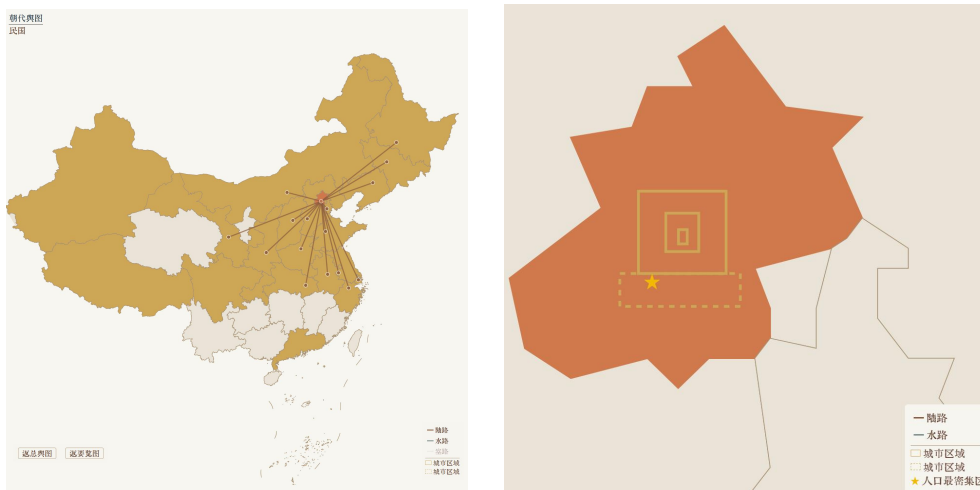 朝代舆图
民国
返总舆图
返要览图
陆路
水路
城市区域
城市区域
陆路
水路
城市区域
城市区域
人口最密集区